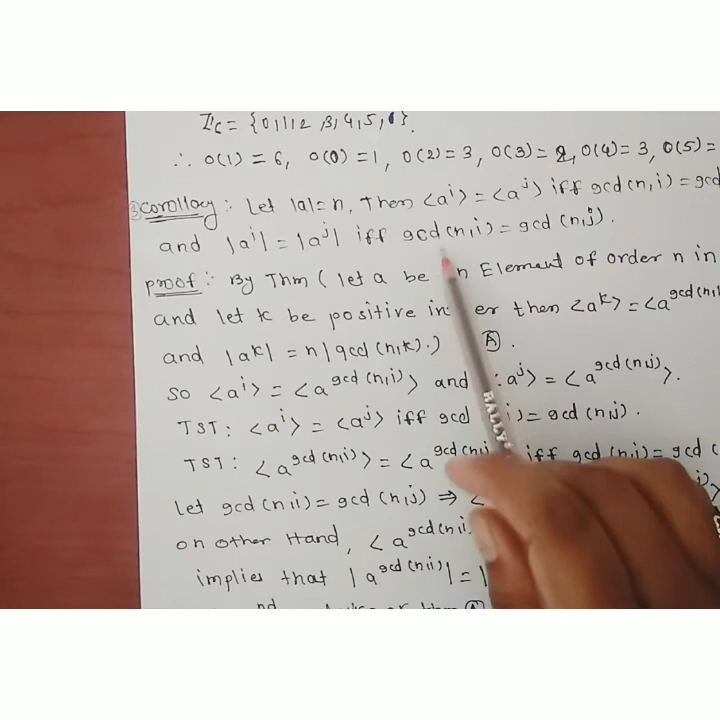 Z6 = {0,1,2,3,4,5,6}.
∴ O(1) = 6, O(0) = 1, O(2) = 3, O(3) = 2, O(4) = 3, O(5) =
③ corollary:- Let |a| = n, Then <a^i> = <a^j> iff gcd(n,i) = gcd
and |a^i| = |a^j| iff gcd(n,i) = gcd(n,j).
proof:- By Thm (let a be n Element of order n in
and let k be positive in er then <a^k> = <a^gcd(n,
and |a^k| = n|gcd(n,k).) Ⓐ.
so <a^i> = <a^gcd(n,i)> and a^j> = <a^gcd(n,j)>.
TST: <a^i> = <a^j> iff gcd i) = gcd(n,j).
TST: <a^gcd(n,i)> = <a^gcd(n,j iff gcd(n,i) = gcd(
Let gcd(n,i) = gcd(n,j) ⇒ <
on other Hand, <a^gcd(n,i)
implies that |a^gcd(n,i)| = |